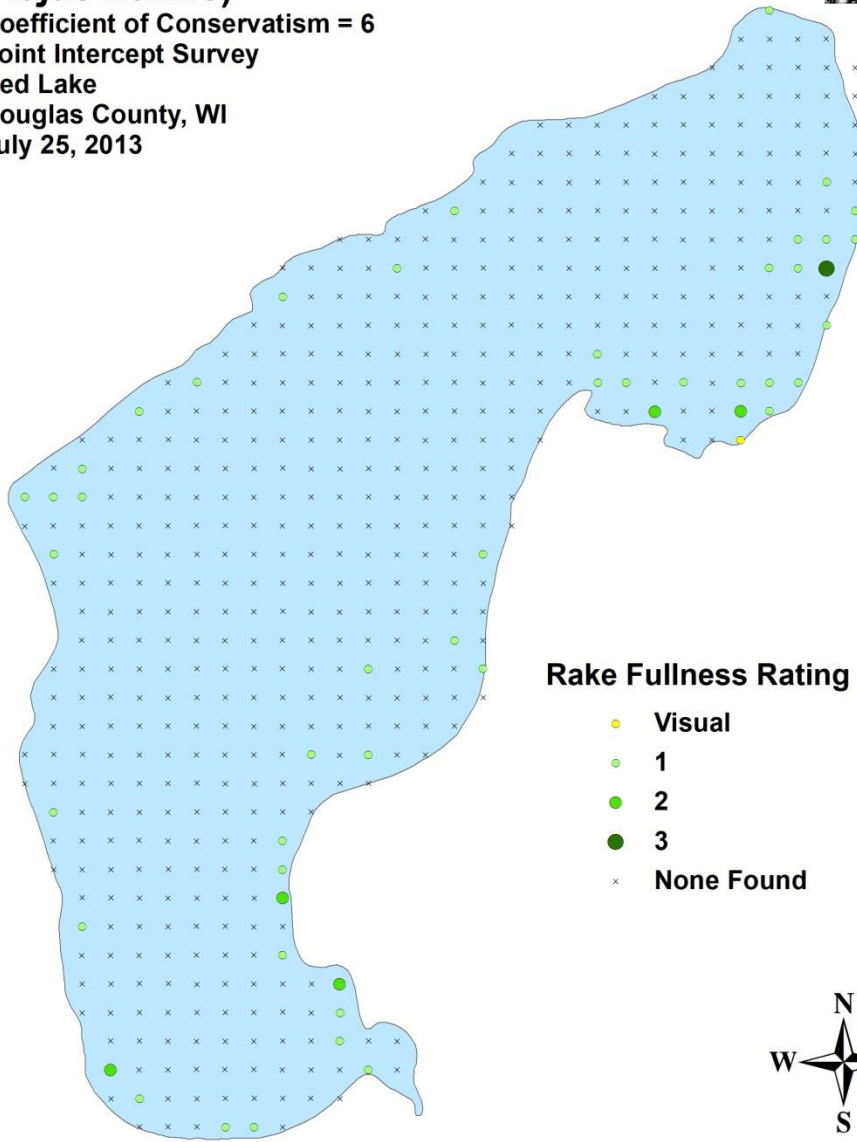 oefficient of Conservatism = 6
oint Intercept Survey
ed Lake
ouglas County, WI
uly 25, 2013
Rake Fullness Rating
Visual
1
2
3
None Found
N
W
S